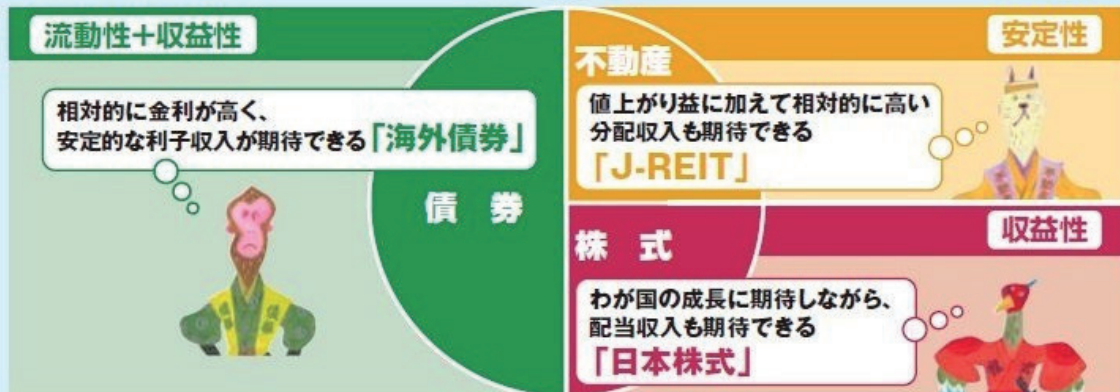 流動性+収益性
相対的に金利が高く、
安定的な利子収入が期待できる「海外債券」
債 券
不動産
安定性
値上がり益に加えて相対的に高い
分配収入も期待できる
「J-REIT」
株 式
収益性
わが国の成長に期待しながら、
配当収入も期待できる
「日本株式」